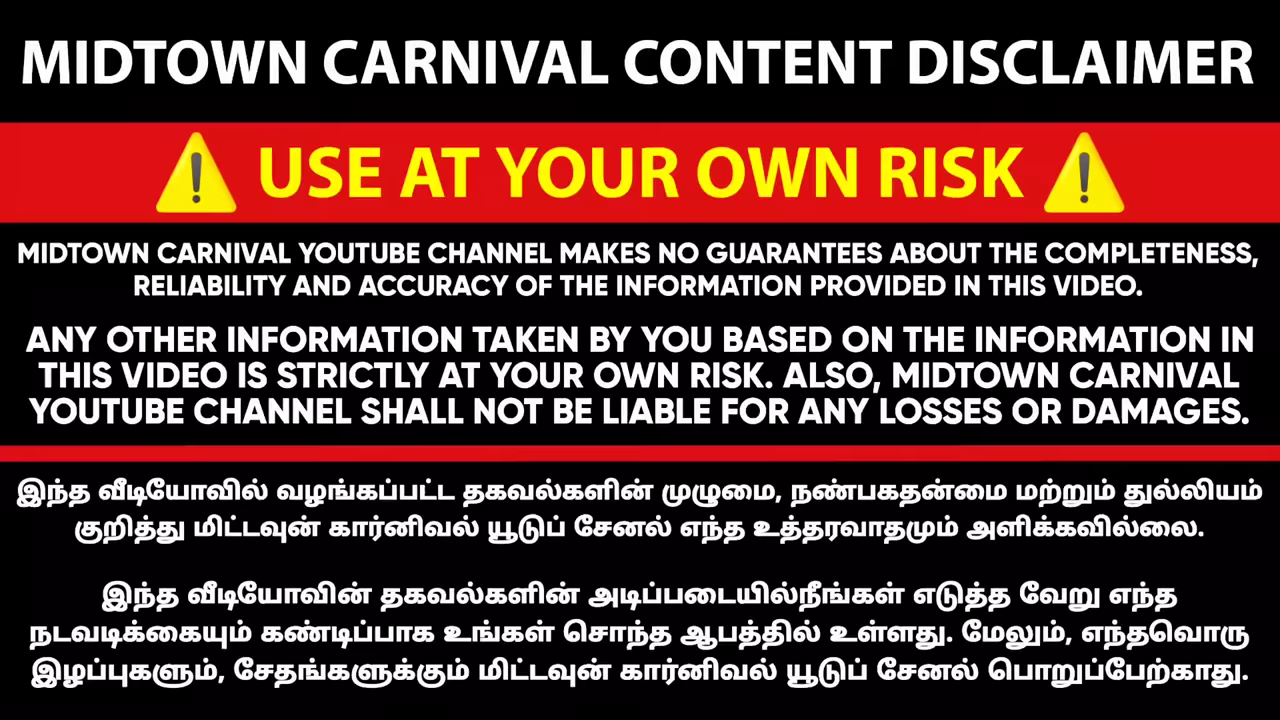 MIDTOWN CARNIVAL CONTENT DISCLAIMER
⚠️ USE AT YOUR OWN RISK ⚠️
MIDTOWN CARNIVAL YOUTUBE CHANNEL MAKES NO GUARANTEES ABOUT THE COMPLETENESS,
RELIABILITY AND ACCURACY OF THE INFORMATION PROVIDED IN THIS VIDEO.
ANY OTHER INFORMATION TAKEN BY YOU BASED ON THE INFORMATION IN
THIS VIDEO IS STRICTLY AT YOUR OWN RISK. ALSO, MIDTOWN CARNIVAL
YOUTUBE CHANNEL SHALL NOT BE LIABLE FOR ANY LOSSES OR DAMAGES.
இந்த வீடியோவில் வழங்கப்பட்ட தகவல்களின் முழுமை, நண்பகதன்மை மற்றும் துல்லியம்
குறித்து மிட்டவுன் கார்னிவல் யூடுப் சேனல் எந்த உத்தரவாதமும் அளிக்கவில்லை.
இந்த வீடியோவின் தகவல்களின் அடிப்படையில்நீங்கள் எடுத்த வேறு எந்த
நடவடிக்கையும் கண்டிப்பாக உங்கள் சொந்த ஆபத்தில் உள்ளது. மேலும், எந்தவொரு
இழப்புகளும், சேதங்களுக்கும் மிட்டவுன் கார்னிவல் யூடுப் சேனல் பொறுப்பேற்காது.